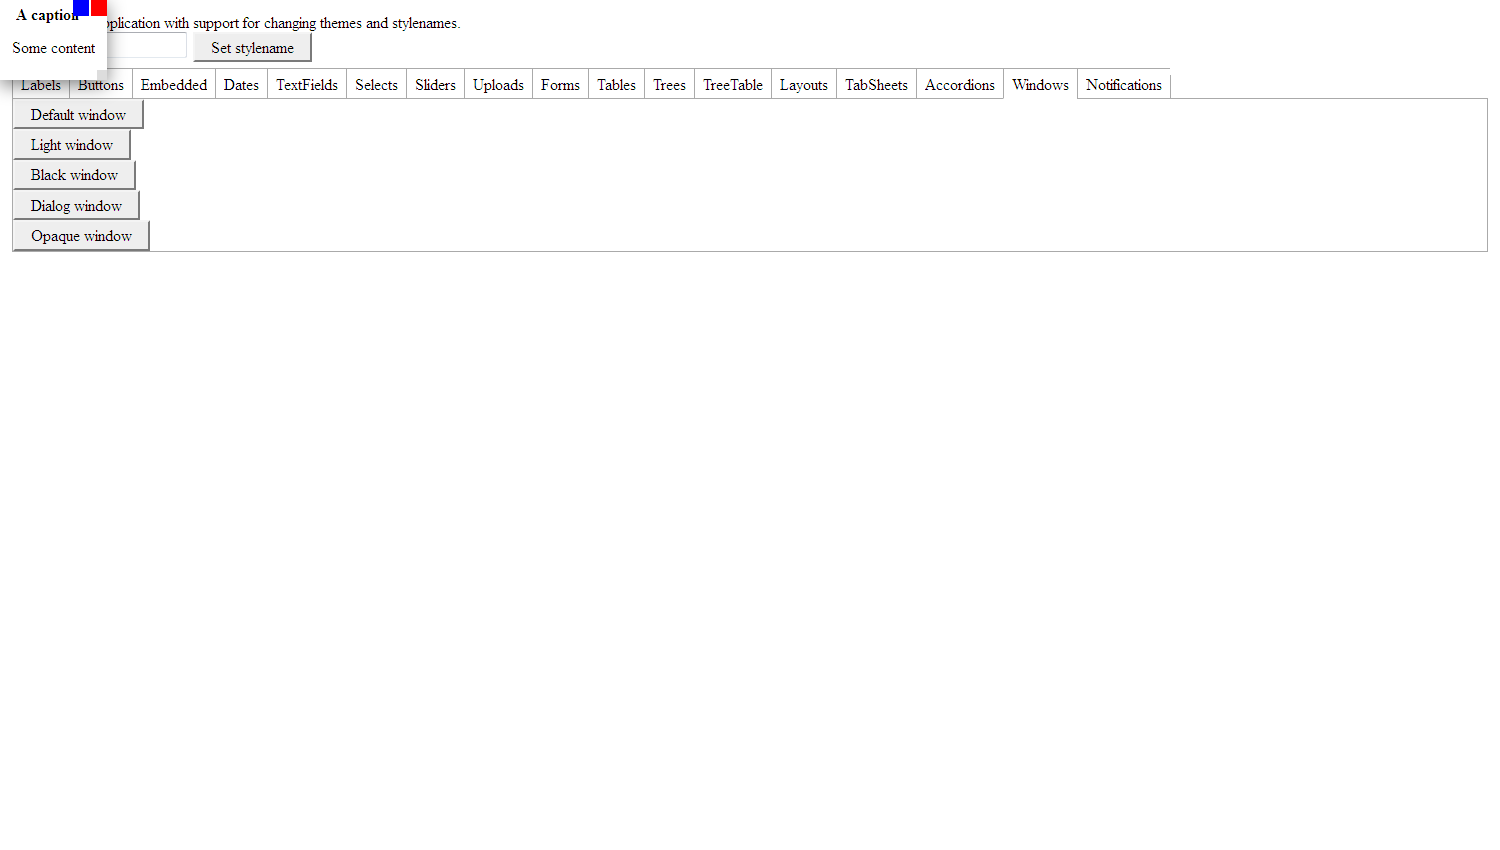 A caption
application with support for changing themes and stylenames.
Some content
Set stylename
Labels Buttons Embedded Dates TextFields Selects Sliders Uploads Forms Tables Trees TreeTable Layouts TabSheets Accordions Windows Notifications
Default window
Light window
Black window
Dialog window
Opaque window